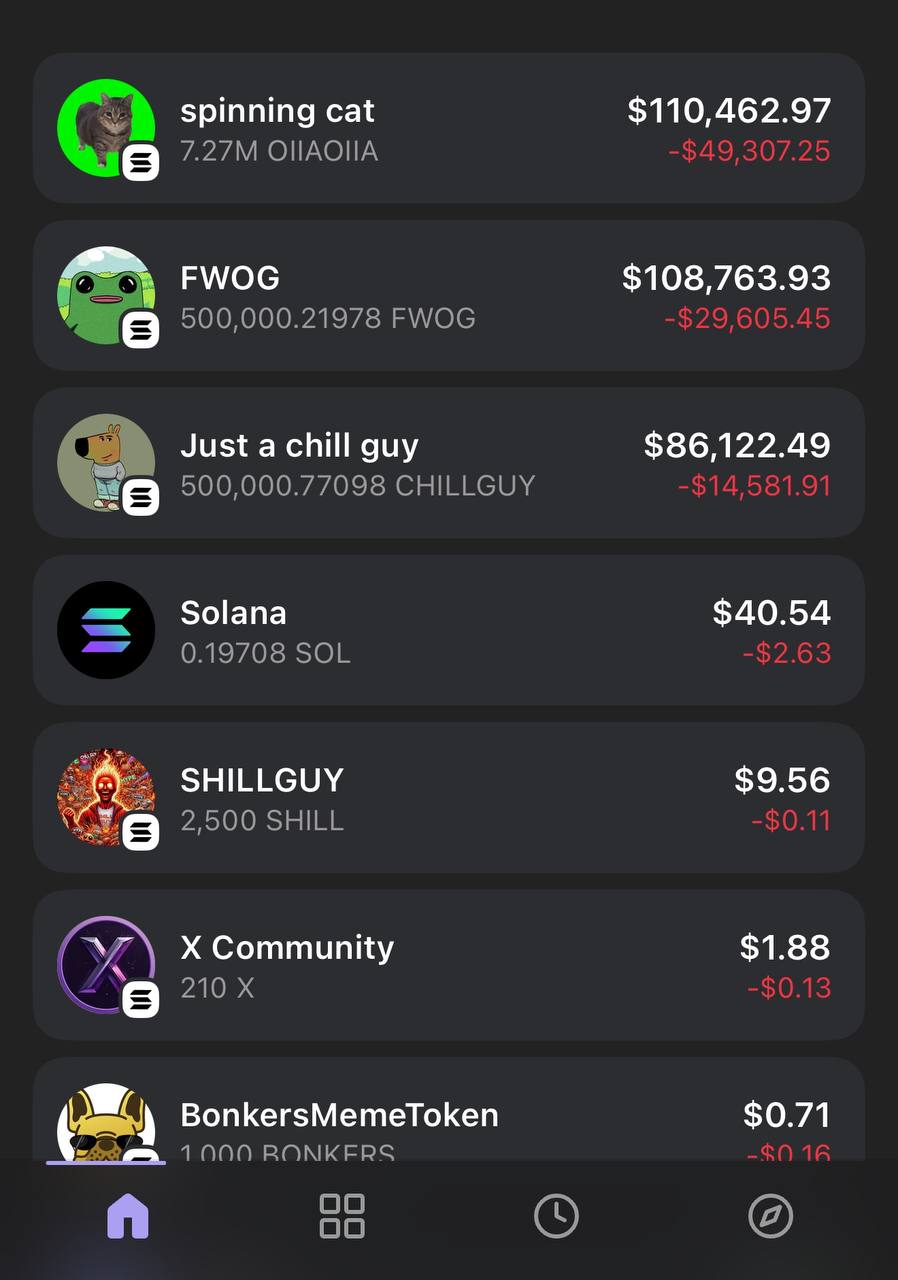 spinning cat
$110,462.97
7.27M OIIAOIIA
-$49,307.25
FWOG
$108,763.93
500,000.21978 FWOG
-$29,605.45
Just a chill guy
$86,122.49
500,000.77098 CHILLGUY
-$14,581.91
Solana
$40.54
0.19708 SOL
-$2.63
SHILLGUY
$9.56
2,500 SHILL
-$0.11
X Community
$1.88
210 X
-$0.13
BonkersMemeToken
$0.71
1,000 BONKERS
-$0.16